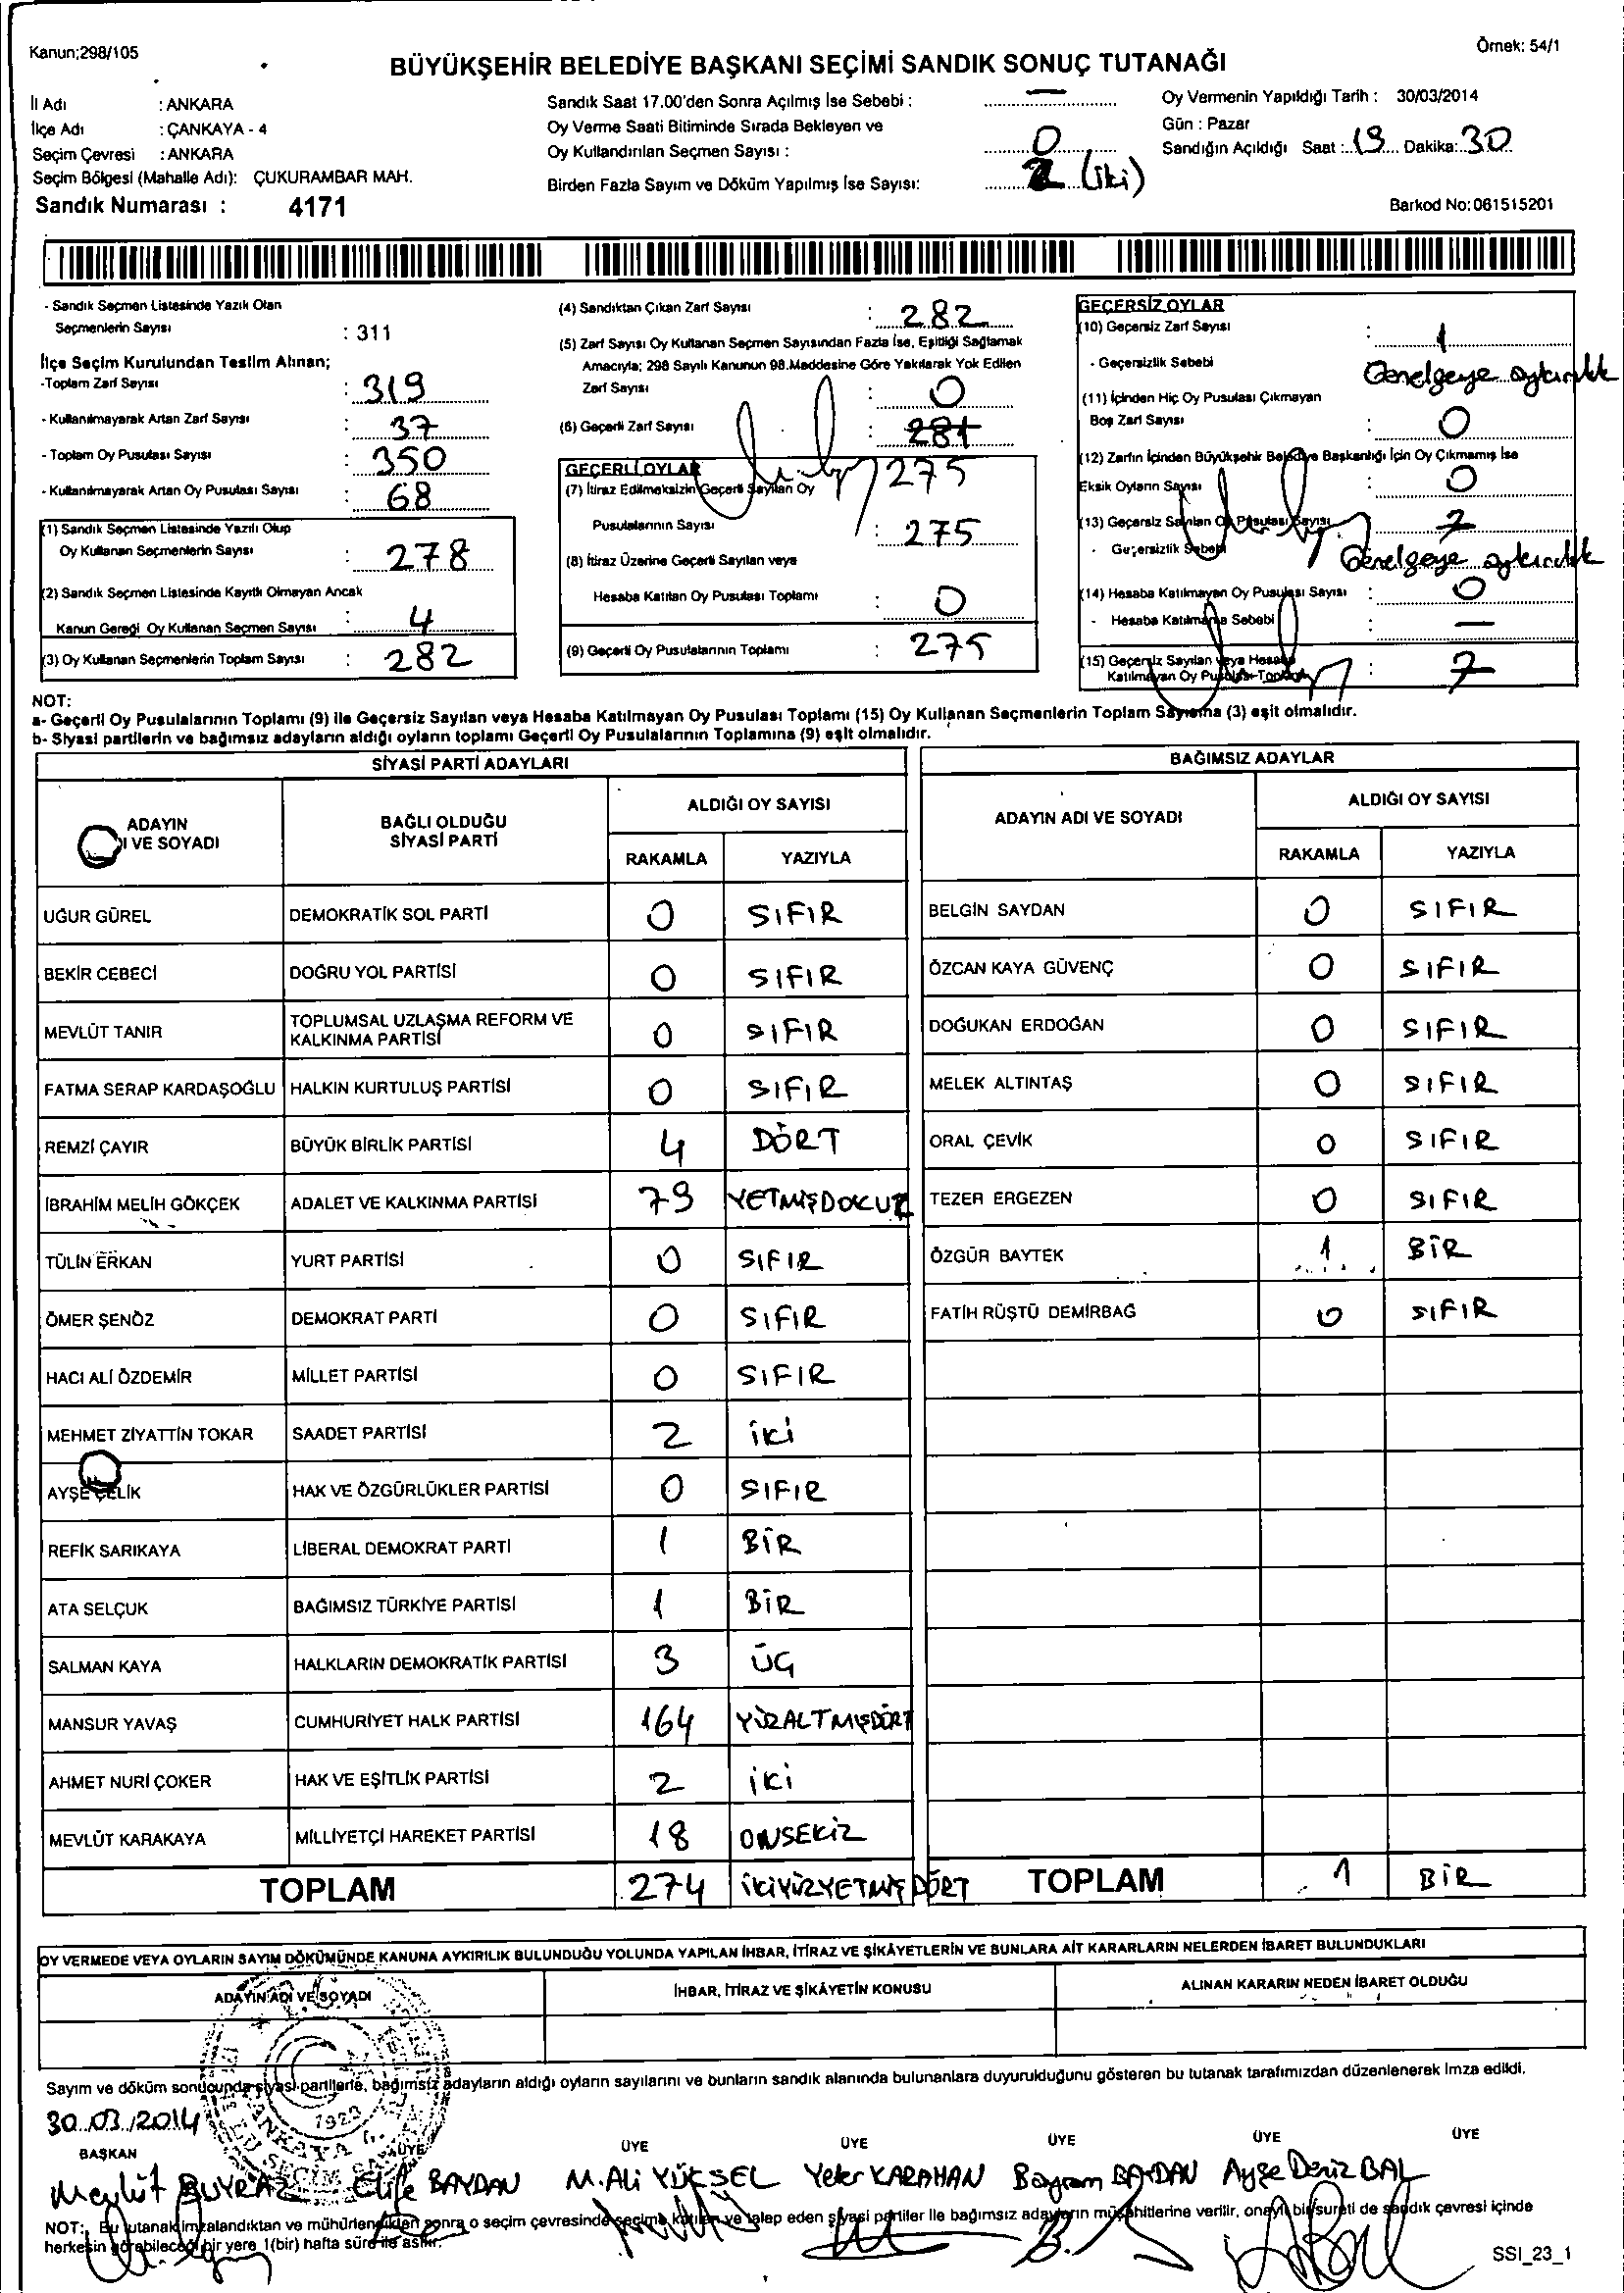 Kanun;298/105
Örnek: 54/1
BÜYÜKŞEHİR BELEDİYE BAŞKANI SEÇİMİ SANDIK SONUÇ TUTANAĞI
İl Adı : ANKARA
İlçe Adı : ÇANKAYA - 4
Seçim Çevresi : ANKARA
Seçim Bölgesi (Mahalle Adı): ÇUKURAMBAR MAH.
Sandık Numarası : 4171
Sandık Saat 17.00'den Sonra Açılmış İse Sebebi : —
Oy Verme Saati Bitiminde Sırada Bekleyen ve
Oy Kullandırılan Seçmen Sayısı : 0
Birden Fazla Sayım ve Döküm Yapılmış İse Sayısı: 2 (iki)
Oy Vermenin Yapıldığı Tarih : 30/03/2014
Gün : Pazar
Sandığın Açıldığı Saat : 19 Dakika: 30
Barkod No: 061515201
- Sandık Seçmen Listesinde Yazılı Olan
Seçmenlerin Sayısı : 311
İlçe Seçim Kurulundan Teslim Alınan;
-Toplam Zarf Sayısı : 319
- Kullanılmayarak Artan Zarf Sayısı : 37
- Toplam Oy Pusulası Sayısı : 350
- Kullanılmayarak Artan Oy Pusulası Sayısı : 68
(1) Sandık Seçmen Listesinde Yazılı Olup
Oy Kullanan Seçmenlerin Sayısı : 278
(2) Sandık Seçmen Listesinde Kayıtlı Olmayan Ancak
Kanun Gereği Oy Kullanan Seçmen Sayısı : 4
(3) Oy Kullanan Seçmenlerin Toplam Sayısı : 282
(4) Sandıktan Çıkan Zarf Sayısı : 282
(5) Zarf Sayısı Oy Kullanan Seçmen Sayısından Fazla İse, Eşitliği Sağlamak
Amacıyla; 298 Sayılı Kanunun 98.Maddesine Göre Yakılarak Yok Edilen
Zarf Sayısı : 0
(6) Geçerli Zarf Sayısı : 281
275
GEÇERLİ OYLAR
(7) İtiraz Edilmeksizin Geçerli Sayılan Oy
Pusulalarının Sayısı : 275
(8) İtiraz Üzerine Geçerli Sayılan veya
Hesaba Katılan Oy Pusulası Toplamı : 0
(9) Geçerli Oy Pusulalarının Toplamı : 275
GEÇERSİZ OYLAR
(10) Geçersiz Zarf Sayısı : 1
- Geçersizlik Sebebi Genelgeye aykırılık
(11) İçinden Hiç Oy Pusulası Çıkmayan
Boş Zarf Sayısı : 0
(12) Zarfın İçinden Büyükşehir Belediye Başkanlığı İçin Oy Çıkmamış İse
Eksik Oyların Sayısı : 0
(13) Geçersiz Sayılan Oy Pusulası Sayısı : 7
- Geçersizlik Sebebi Genelgeye aykırılık
(14) Hesaba Katılmayan Oy Pusulası Sayısı : 0
- Hesaba Katılmama Sebebi : —
(15) Geçersiz Sayılan veya Hesaba
Katılmayan Oy Pusulası Toplamı : 7
NOT:
a- Geçerli Oy Pusulalarının Toplamı (9) ile Geçersiz Sayılan veya Hesaba Katılmayan Oy Pusulası Toplamı (15) Oy Kullanan Seçmenlerin Toplam Sayısına (3) eşit olmalıdır.
b- Siyasi partilerin ve bağımsız adayların aldığı oyların toplamı Geçerli Oy Pusulalarının Toplamına (9) eşit olmalıdır.
SİYASİ PARTİ ADAYLARI
ADAYIN
I VE SOYADI
BAĞLI OLDUĞU
SİYASİ PARTİ
ALDIĞI OY SAYISI
RAKAMLA YAZIYLA
UĞUR GÜREL DEMOKRATİK SOL PARTİ 0 SIFIR
BEKİR CEBECİ DOĞRU YOL PARTİSİ 0 SIFIR
MEVLÜT TANIR TOPLUMSAL UZLAŞMA REFORM VE
KALKINMA PARTİSİ 0 SIFIR
FATMA SERAP KARDAŞOĞLU HALKIN KURTULUŞ PARTİSİ 0 SIFIR
REMZİ ÇAYIR BÜYÜK BİRLİK PARTİSİ 4 DÖRT
İBRAHİM MELİH GÖKÇEK ADALET VE KALKINMA PARTİSİ 79 YETMİŞDOKUZ
TÜLİN ERKAN YURT PARTİSİ 0 SIFIR
ÖMER ŞENÖZ DEMOKRAT PARTİ 0 SIFIR
HACI ALİ ÖZDEMİR MİLLET PARTİSİ 0 SIFIR
MEHMET ZİYATTİN TOKAR SAADET PARTİSİ 2 İKİ
AYŞE ÇELİK HAK VE ÖZGÜRLÜKLER PARTİSİ 0 SIFIR
REFİK SARIKAYA LİBERAL DEMOKRAT PARTİ 1 BİR
ATA SELÇUK BAĞIMSIZ TÜRKİYE PARTİSİ 1 BİR
SALMAN KAYA HALKLARIN DEMOKRATİK PARTİSİ 3 ÜÇ
MANSUR YAVAŞ CUMHURİYET HALK PARTİSİ 164 YÜZALTMIŞDÖRT
AHMET NURİ ÇOKER HAK VE EŞİTLİK PARTİSİ 2 İKİ
MEVLÜT KARAKAYA MİLLİYETÇİ HAREKET PARTİSİ 18 ONSEKİZ
TOPLAM 274 İKİYÜZYETMİŞDÖRT
BAĞIMSIZ ADAYLAR
ADAYIN ADI VE SOYADI
ALDIĞI OY SAYISI
RAKAMLA YAZIYLA
BELGİN SAYDAN 0 SIFIR
ÖZCAN KAYA GÜVENÇ 0 SIFIR
DOĞUKAN ERDOĞAN 0 SIFIR
MELEK ALTINTAŞ 0 SIFIR
ORAL ÇEVİK 0 SIFIR
TEZER ERGEZEN 0 SIFIR
ÖZGÜR BAYTEK 1 BİR
FATİH RÜŞTÜ DEMİRBAĞ 0 SIFIR
TOPLAM 1 BİR
OY VERMEDE VEYA OYLARIN SAYIM DÖKÜMÜNDE KANUNA AYKIRILIK BULUNDUĞU YOLUNDA YAPILAN İHBAR, İTİRAZ VE ŞİKÂYETLERİN VE BUNLARA AİT KARARLARIN NELERDEN İBARET BULUNDUKLARI
ADAYIN ADI VE SOYADI
İHBAR, İTİRAZ VE ŞİKÂYETİN KONUSU
ALINAN KARARIN NEDEN İBARET OLDUĞU
Sayım ve döküm sonucunda siyasi partilerle, bağımsız adayların aldığı oyların sayılarını ve bunların sandık alanında bulunanlara duyurulduğunu gösteren bu tutanak tarafımızdan düzenlenerek imza edildi.
30.03.2014
1923
BAŞKAN ÜYE ÜYE ÜYE ÜYE ÜYE ÜYE
Mevlüt BUYRAZ Elife BAYDAN M.Ali YÜKSEL Yeter KARAHAN Bayram BAYDAN Ayşe Deniz BAL
NOT: Bu tutanak imzalandıktan ve mühürlendikten sonra o seçim çevresinde seçime katılan ve talep eden siyasi partiler ile bağımsız adayların müşahitlerine verilir, onaylı bir sureti de sandık çevresi içinde
herkesin görebileceği bir yere 1(bir) hafta süre ile asılır.
SSI_23_1